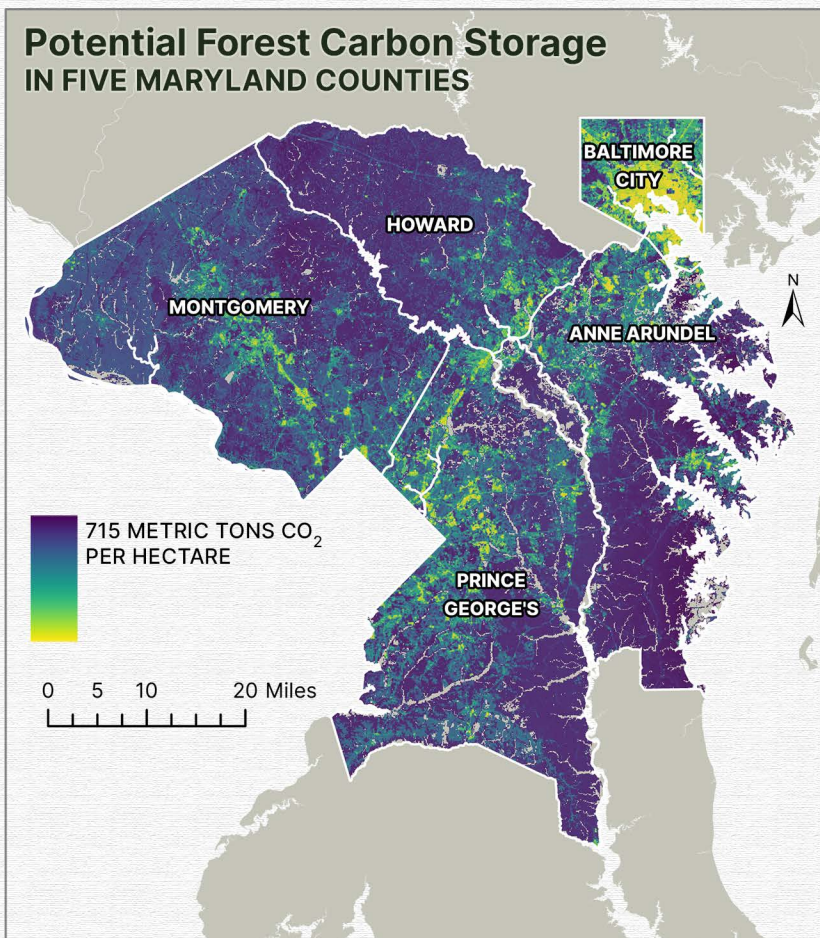 Potential Forest Carbon Storage
IN FIVE MARYLAND COUNTIES
BALTIMORE
CITY
HOWARD
N
MONTGOMERY
ANNE ARUNDEL
715 METRIC TONS CO₂
PER HECTARE
PRINCE
GEORGE'S
0 5 10 20 Miles